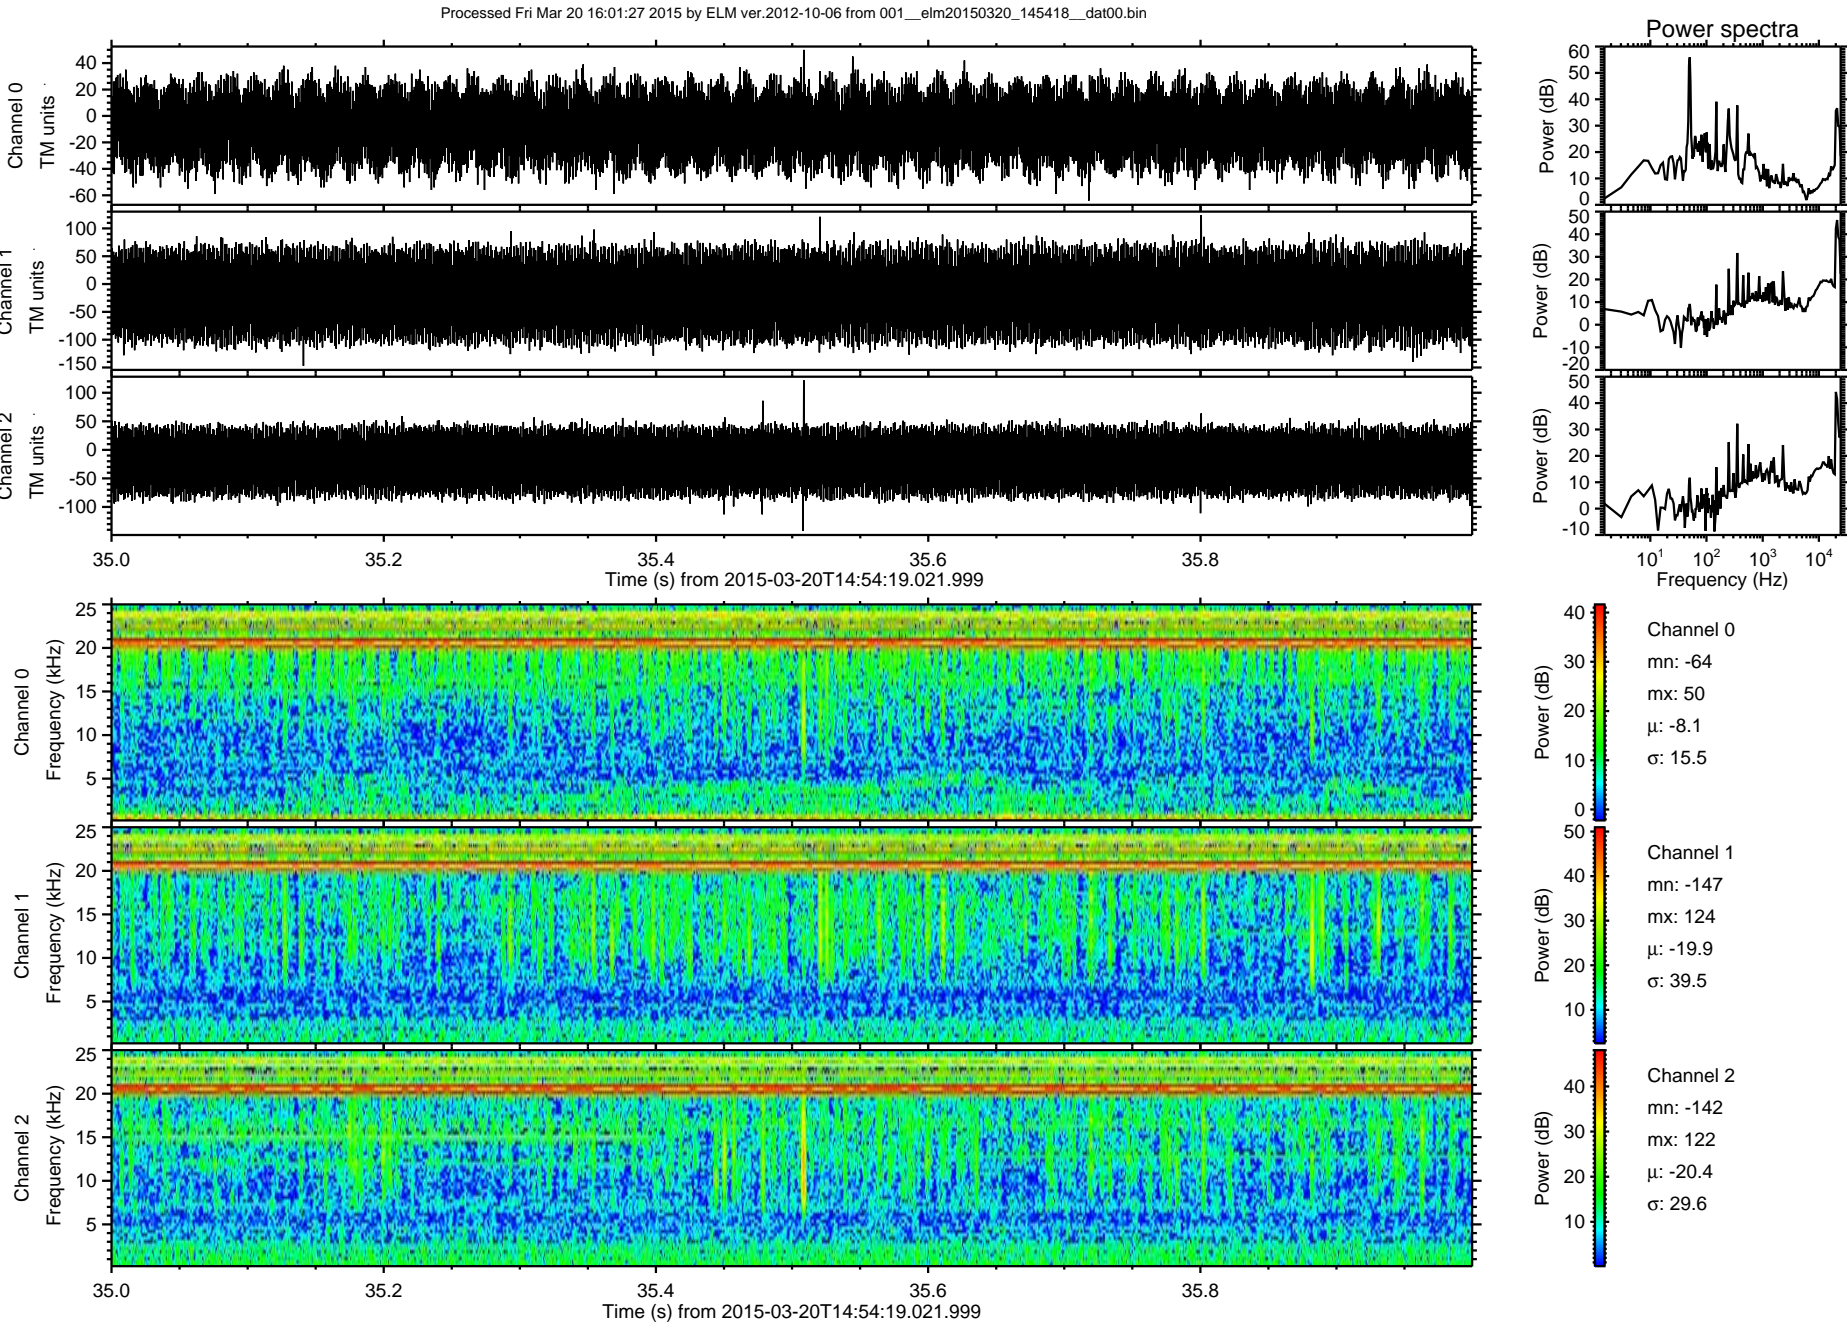 Processed Fri Mar 20 16:01:27 2015 by ELM ver.2012-10-06 from 001__elm20150320_145418__dat00.bin
Power spectra
Channel 0
TM units
40
20
0
-20
-40
-60
Power (dB)
60
50
40
30
20
10
0
Channel 1
TM units
100
50
0
-50
-100
-150
Power (dB)
50
40
30
20
10
0
-10
-20
Channel 2
TM units
100
50
0
-50
-100
Power (dB)
50
40
30
20
10
0
-10
35.0 35.2 35.4 35.6 35.8
Time (s) from 2015-03-20T14:54:19.021.999
10^1 10^2 10^3 10^4
Frequency (Hz)
Channel 0
Frequency (kHz)
25
20
15
10
5
Power (dB)
40
30
20
10
0
Channel 0
mn: -64
mx: 50
μ: -8.1
σ: 15.5
Channel 1
Frequency (kHz)
25
20
15
10
5
Power (dB)
50
40
30
20
10
Channel 1
mn: -147
mx: 124
μ: -19.9
σ: 39.5
Channel 2
Frequency (kHz)
25
20
15
10
5
Power (dB)
40
30
20
10
Channel 2
mn: -142
mx: 122
μ: -20.4
σ: 29.6
35.0 35.2 35.4 35.6 35.8
Time (s) from 2015-03-20T14:54:19.021.999